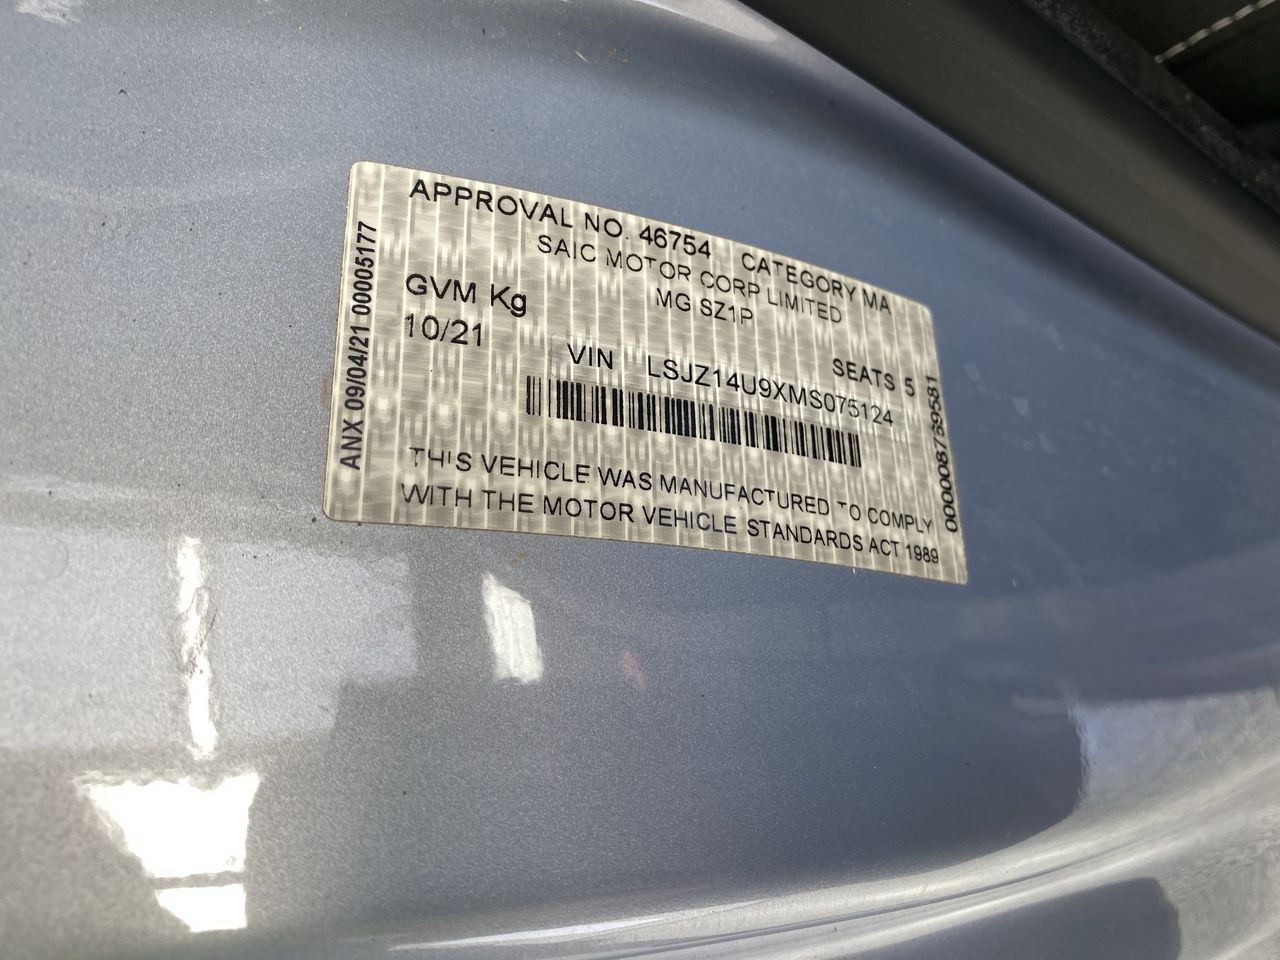 APPROVAL NO. 46754 CATEGORY MA
SAIC MOTOR CORP LIMITED
MG SZ1P
GVM Kg
10/21
SEATS 5
VIN LSJZ14U9XMS075124
THIS VEHICLE WAS MANUFACTURED TO COMPLY
WITH THE MOTOR VEHICLE STANDARDS ACT 1989
ANX 09/04/21 00005177
000008769581